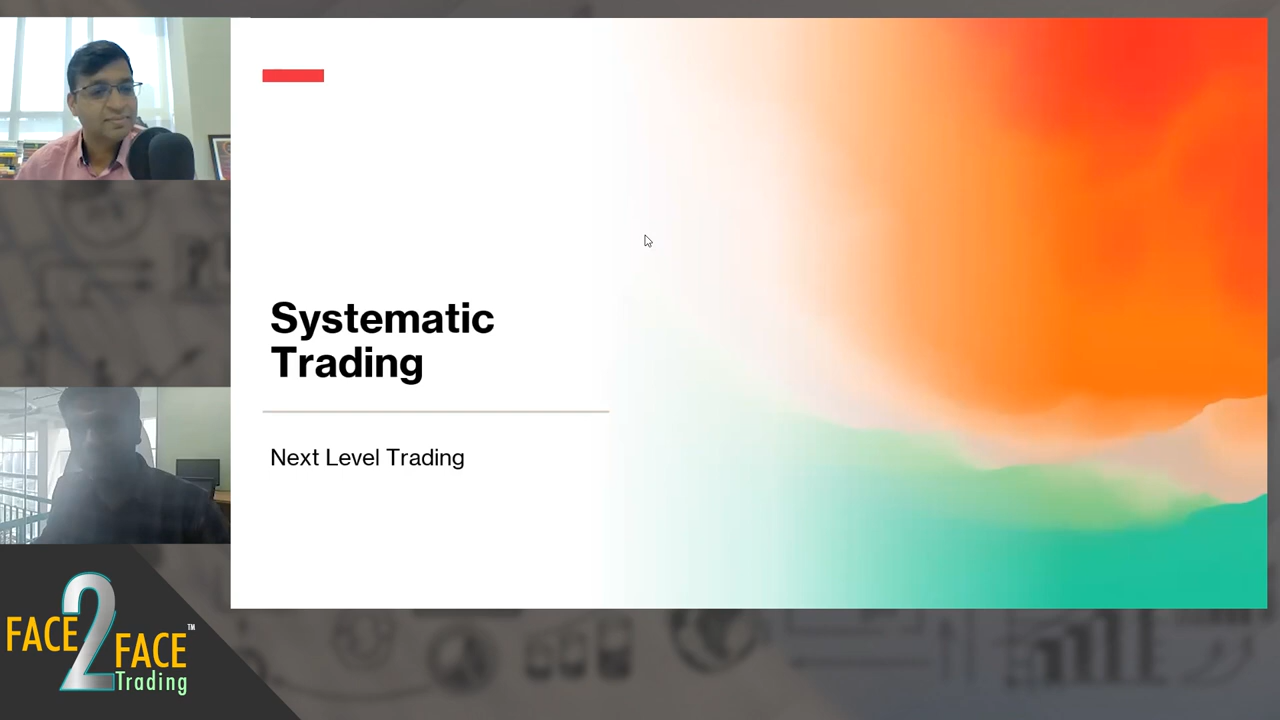 Systematic
Trading
Next Level Trading
FACE 2 FACE ™
Trading